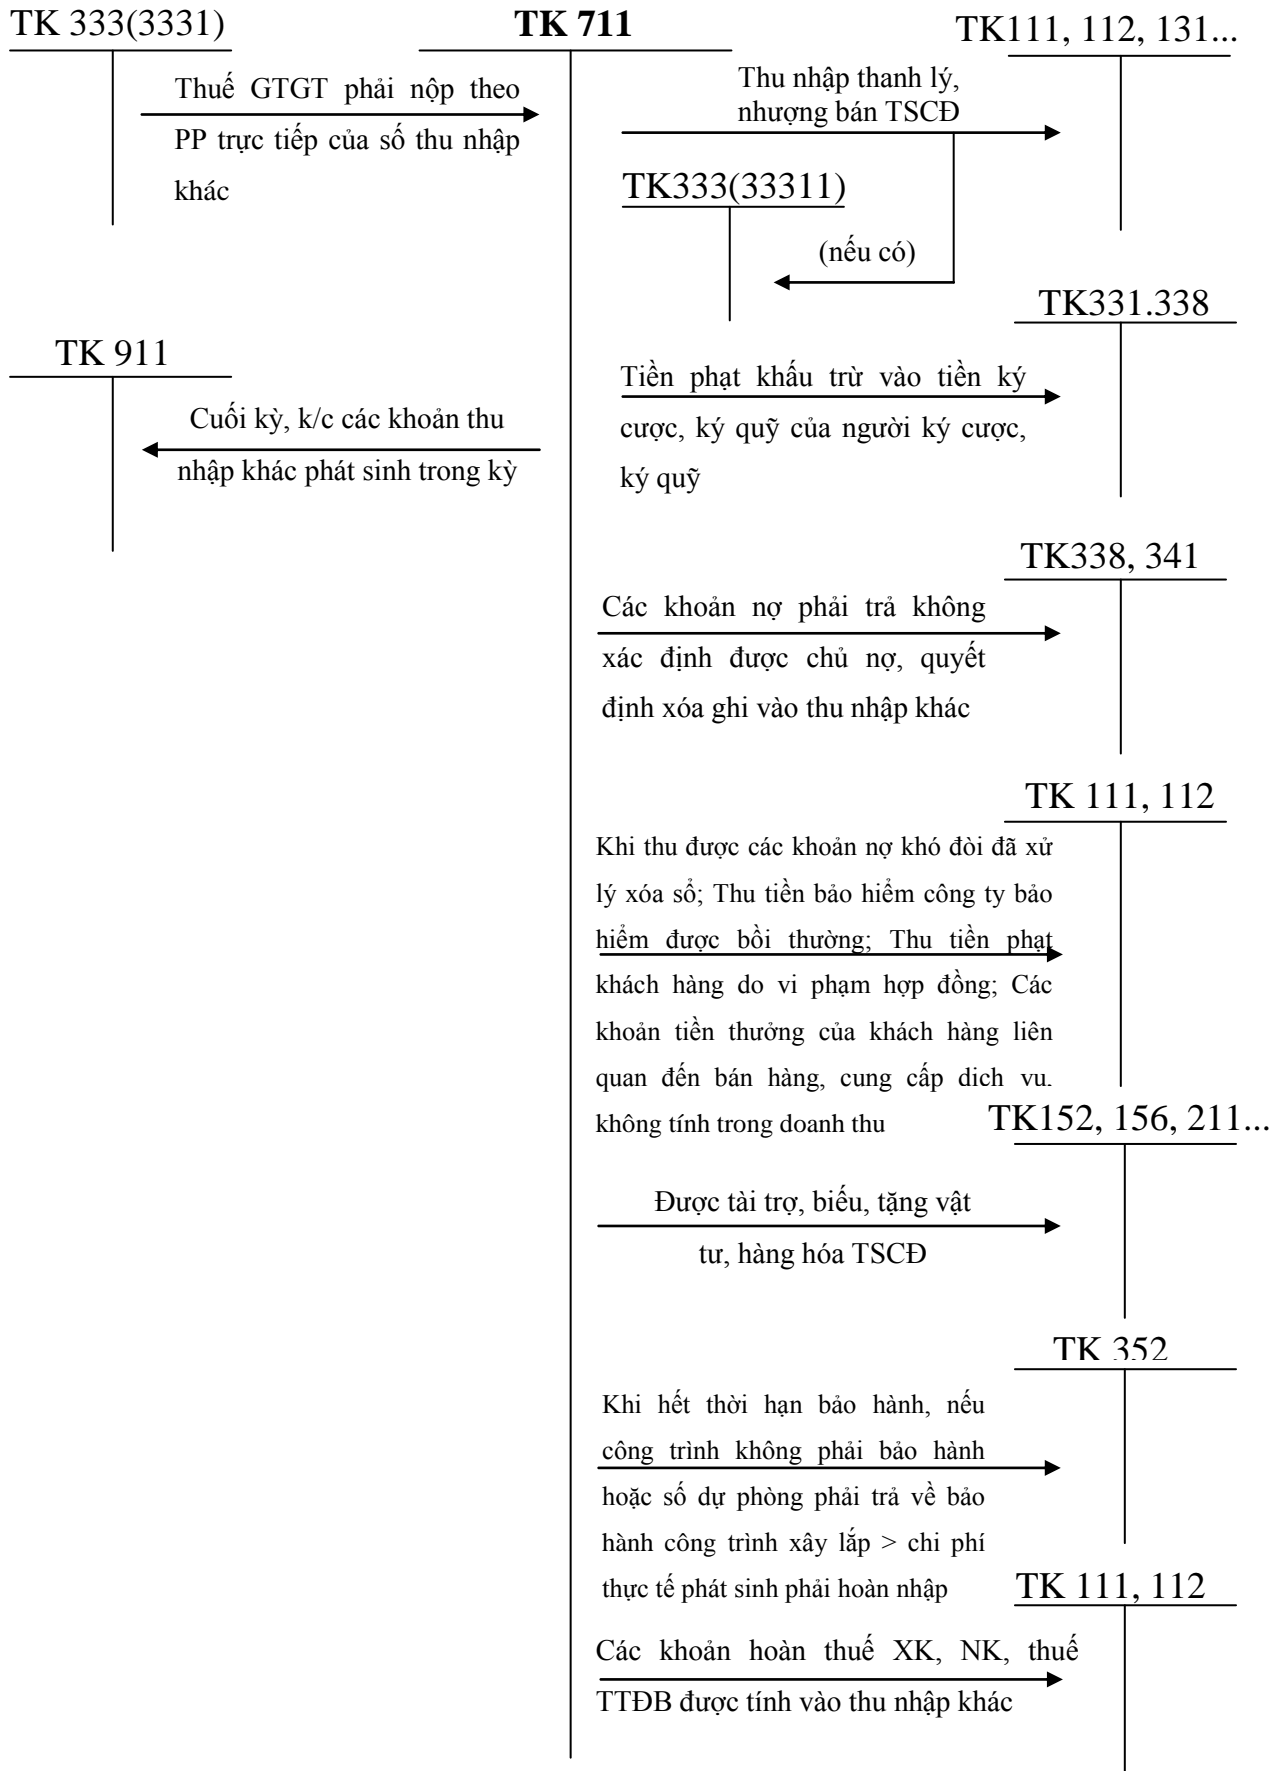 TK 333(3331)
TK 711
TK111, 112, 131...
Thuế GTGT phải nộp theo
PP trực tiếp của số thu nhập
khác
Thu nhập thanh lý,
nhượng bán TSCĐ
TK333(33311)
(nếu có)
TK331.338
TK 911
Cuối kỳ, k/c các khoản thu
nhập khác phát sinh trong kỳ
Tiền phạt khấu trừ vào tiền ký
cược, ký quỹ của người ký cược,
ký quỹ
TK338, 341
Các khoản nợ phải trả không
xác định được chủ nợ, quyết
định xóa ghi vào thu nhập khác
TK 111, 112
Khi thu được các khoản nợ khó đòi đã xử
lý xóa sổ; Thu tiền bảo hiểm công ty bảo
hiểm được bồi thường; Thu tiền phạt
khách hàng do vi phạm hợp đồng; Các
khoản tiền thưởng của khách hàng liên
quan đến bán hàng, cung cấp dich vu.
không tính trong doanh thu
TK152, 156, 211...
Được tài trợ, biếu, tặng vật
tư, hàng hóa TSCĐ
TK 352
Khi hết thời hạn bảo hành, nếu
công trình không phải bảo hành
hoặc số dự phòng phải trả về bảo
hành công trình xây lắp > chi phí
thực tế phát sinh phải hoàn nhập
TK 111, 112
Các khoản hoàn thuế XK, NK, thuế
TTĐB được tính vào thu nhập khác